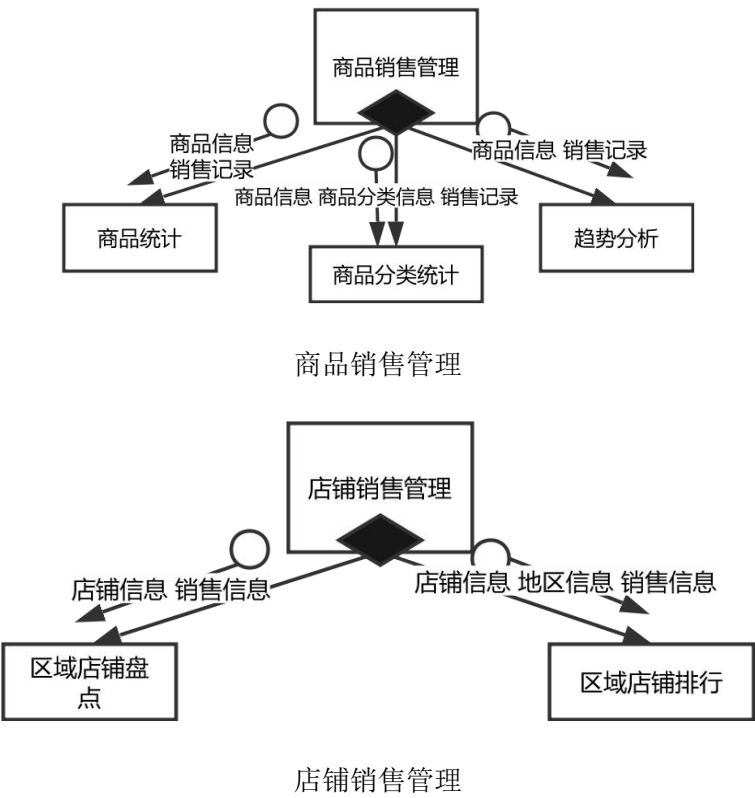 商品销售管理
商品信息
销售记录
商品信息 销售记录
商品信息 商品分类信息 销售记录
商品统计
趋势分析
商品分类统计
商品销售管理
店铺销售管理
店铺信息 销售信息
店铺信息 地区信息 销售信息
区域店铺盘
点
区域店铺排行
店铺销售管理